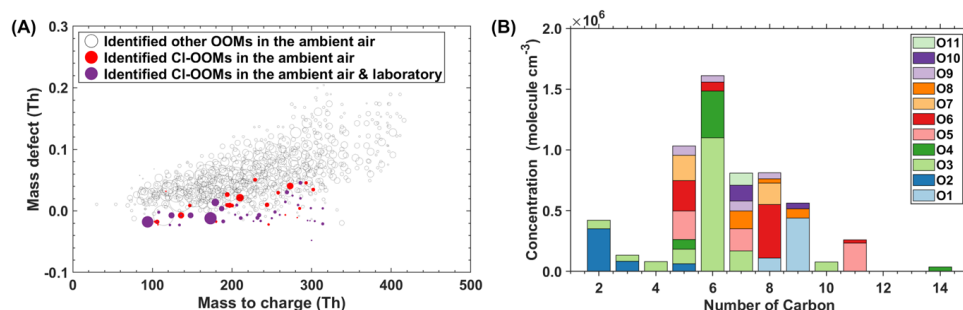 (A)
Identified other OOMs in the ambient air
Identified Cl-OOMs in the ambient air
Identified Cl-OOMs in the ambient air & laboratory
Mass defect (Th)
0.3
0.2
0.1
0.0
-0.1
0 100 200 300 400 500
Mass to charge (Th)
(B)
×10⁶
Concentration (molecule cm⁻³)
2.0
1.5
1.0
0.5
0.0
O11
O10
O9
O8
O7
O6
O5
O4
O3
O2
O1
2 4 6 8 10 12 14
Number of Carbon